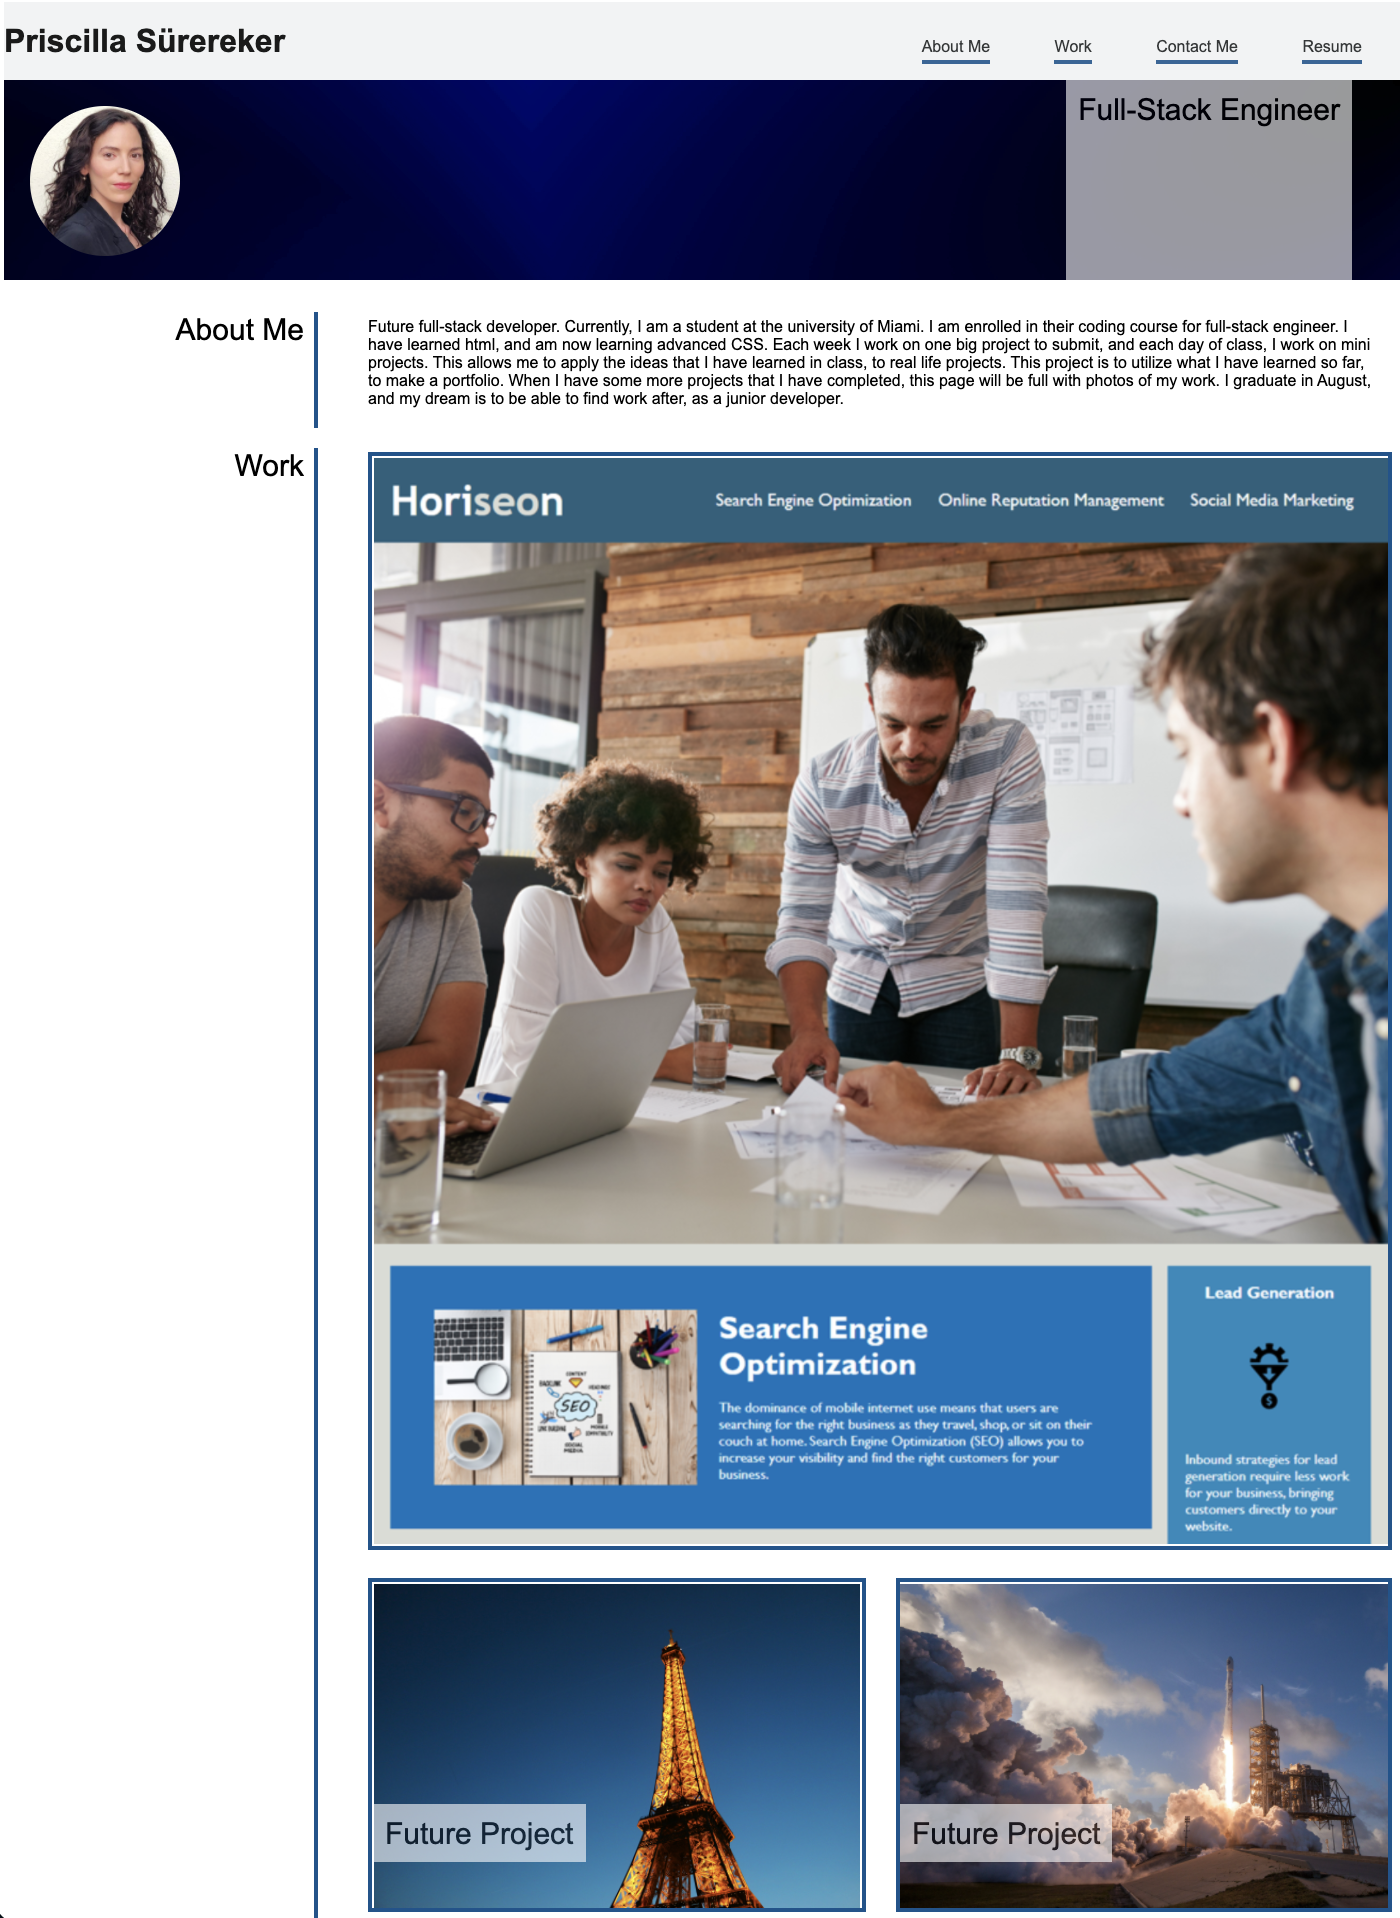 Priscilla Sürereker
About Me
Work
Contact Me
Resume
Full-Stack Engineer
About Me
Future full-stack developer. Currently, I am a student at the university of Miami. I am enrolled in their coding course for full-stack engineer. I
have learned html, and am now learning advanced CSS. Each week I work on one big project to submit, and each day of class, I work on mini
projects. This allows me to apply the ideas that I have learned in class, to real life projects. This project is to utilize what I have learned so far,
to make a portfolio. When I have some more projects that I have completed, this page will be full with photos of my work. I graduate in August,
and my dream is to be able to find work after, as a junior developer.
Work
Horiseon
Search Engine Optimization
Online Reputation Management
Social Media Marketing
CONTENT
BACKLINK
SEO
LINK BUILDING
MOBILE
SOCIAL
MEDIA
Search Engine
Optimization
The dominance of mobile internet use means that users are
searching for the right business as they travel, shop, or sit on their
couch at home. Search Engine Optimization (SEO) allows you to
increase your visibility and find the right customers for your
business.
Lead Generation
Inbound strategies for lead
generation require less work
for your business, bringing
customers directly to your
website.
Future Project
Future Project